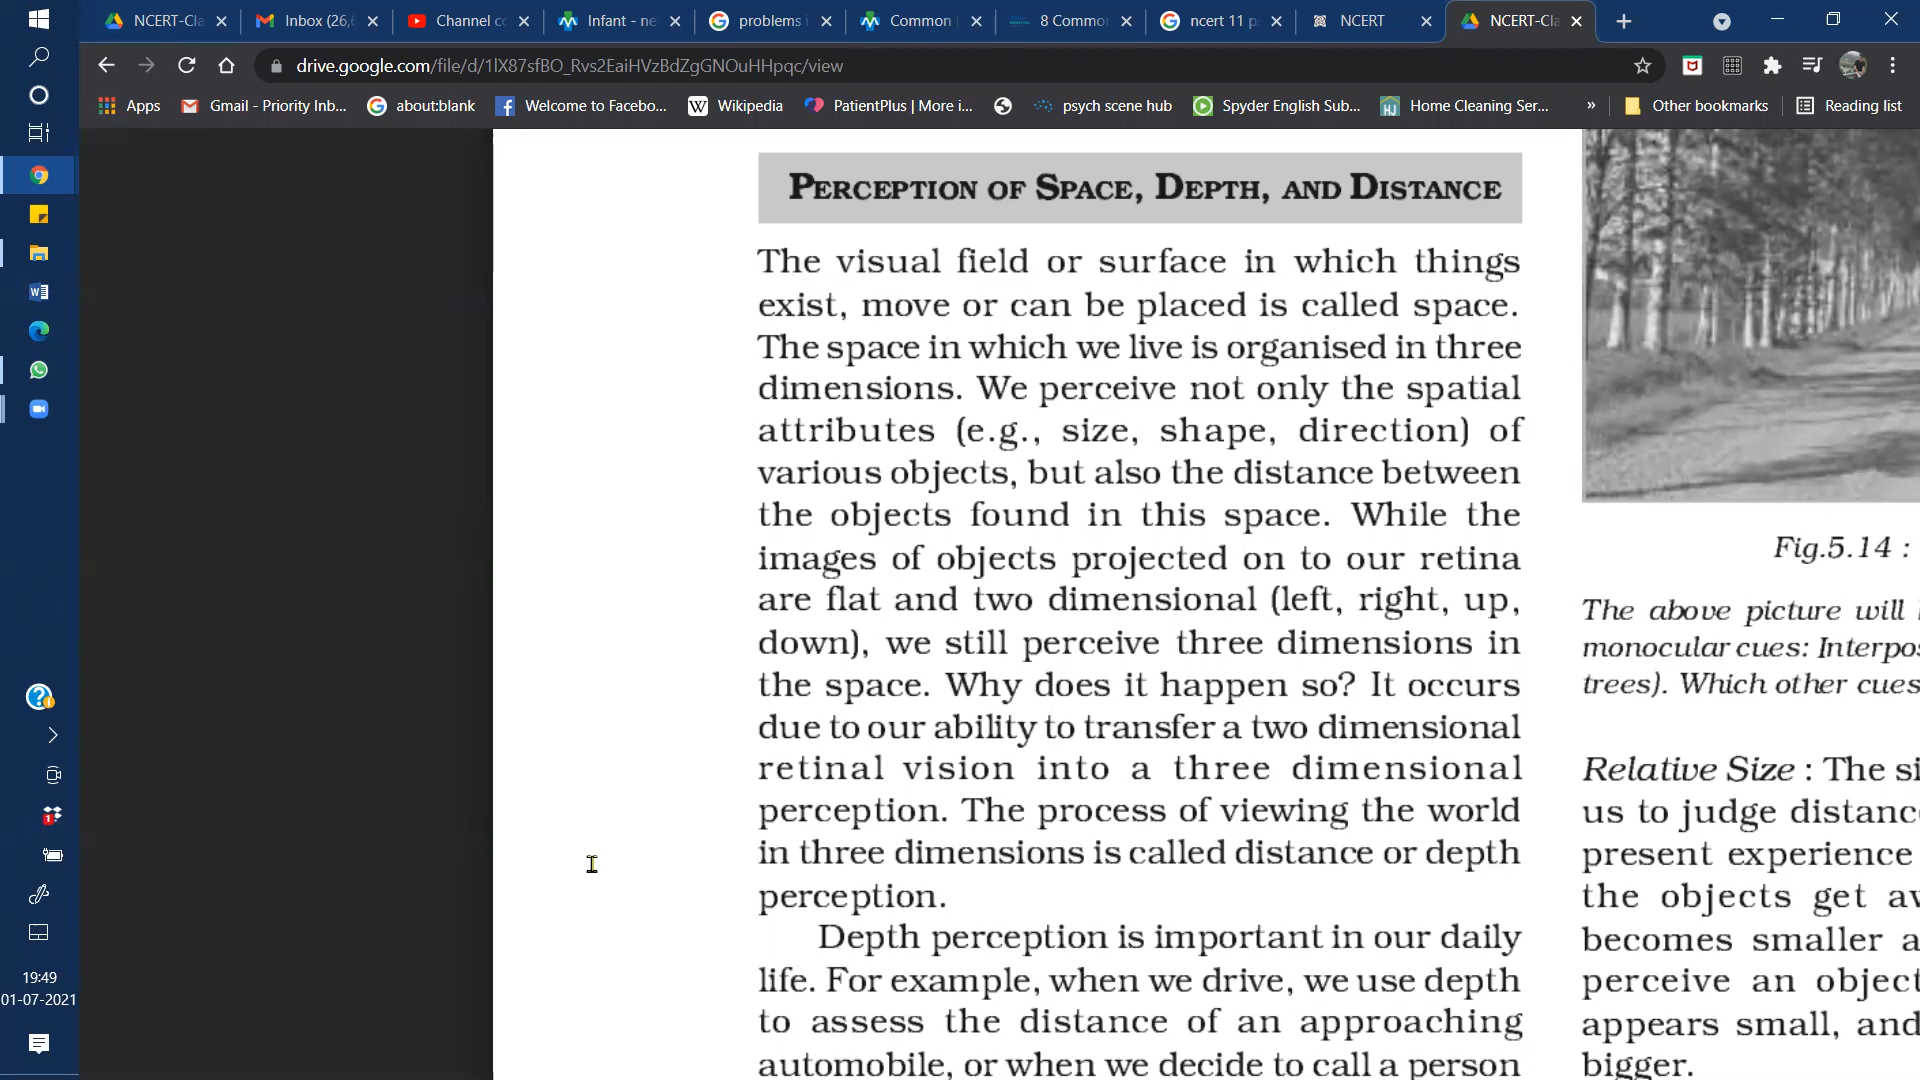 NCERT-Cla
Inbox (26,6
Channel co
Infant - ne
problems i
Common
8 Commo
ncert 11 p
NCERT
NCERT-Cla
drive.google.com/file/d/1lX87sfBO_Rvs2EaiHVzBdZgGNOuHHpqc/view
Apps
Gmail - Priority Inb...
about:blank
Welcome to Facebo...
Wikipedia
PatientPlus | More i...
psych scene hub
Spyder English Sub...
Home Cleaning Ser...
»
Other bookmarks
Reading list
PERCEPTION OF SPACE, DEPTH, AND DISTANCE
The visual field or surface in which things
exist, move or can be placed is called space.
The space in which we live is organised in three
dimensions. We perceive not only the spatial
attributes (e.g., size, shape, direction) of
various objects, but also the distance between
the objects found in this space. While the
images of objects projected on to our retina
are flat and two dimensional (left, right, up,
down), we still perceive three dimensions in
the space. Why does it happen so? It occurs
due to our ability to transfer a two dimensional
retinal vision into a three dimensional
perception. The process of viewing the world
in three dimensions is called distance or depth
perception.
Depth perception is important in our daily
life. For example, when we drive, we use depth
to assess the distance of an approaching
automobile, or when we decide to call a person
Fig.5.14 :
The above picture will
monocular cues: Interpos
trees). Which other cues
Relative Size : The si
us to judge distanc
present experience
the objects get aw
becomes smaller a
perceive an object
appears small, and
bigger.
1
19:49
01-07-2021